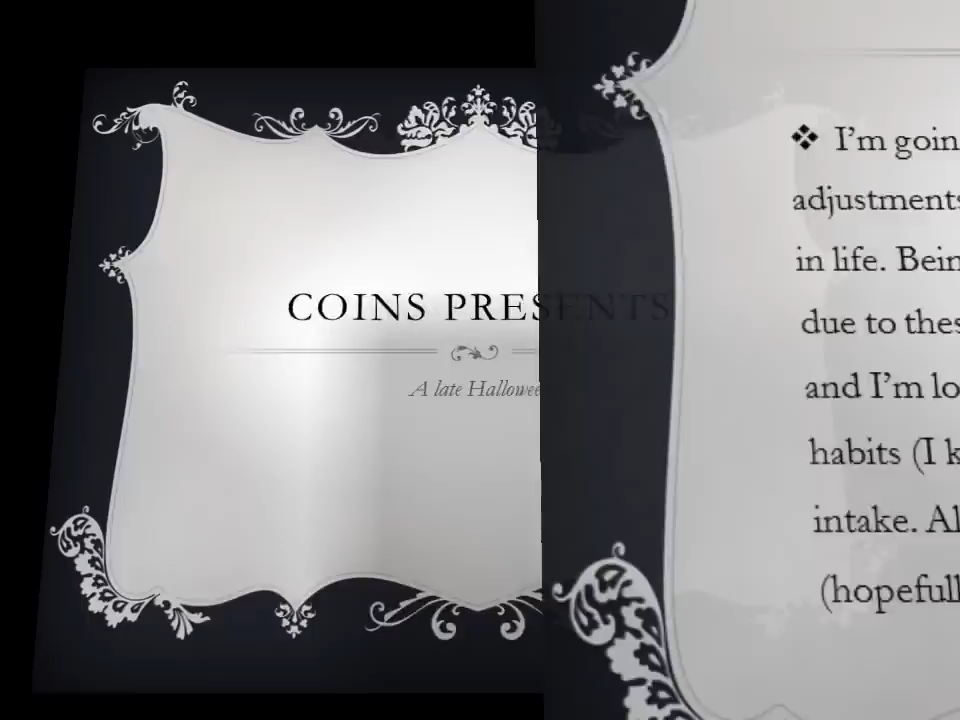 COINS PRESENTS
A late Hallowee
❖ I'm goin
adjustments
in life. Bein
due to thes
and I'm lo
habits (I k
intake. Al
(hopefull